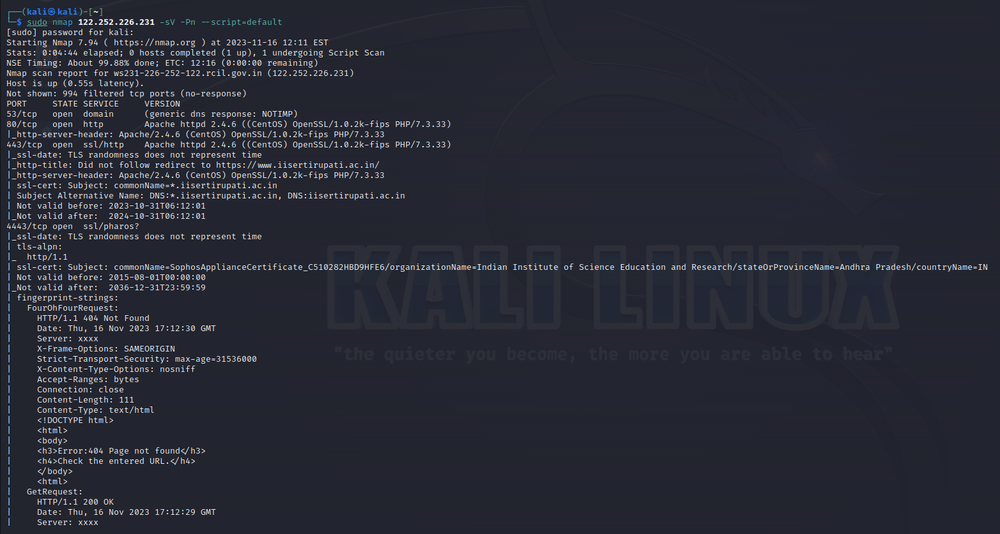 ┌──(kali㉿kali)-[~]
└─$ sudo nmap 122.252.226.231 -sV -Pn --script=default
[sudo] password for kali:
Starting Nmap 7.94 ( https://nmap.org ) at 2023-11-16 12:11 EST
Stats: 0:04:44 elapsed; 0 hosts completed (1 up), 1 undergoing Script Scan
NSE Timing: About 99.88% done; ETC: 12:16 (0:00:00 remaining)
Nmap scan report for ws231-226-252-122.rcil.gov.in (122.252.226.231)
Host is up (0.55s latency).
Not shown: 994 filtered tcp ports (no-response)
PORT     STATE SERVICE     VERSION
53/tcp   open  domain      (generic dns response: NOTIMP)
80/tcp   open  http        Apache httpd 2.4.6 ((CentOS) OpenSSL/1.0.2k-fips PHP/7.3.33)
|_http-server-header: Apache/2.4.6 (CentOS) OpenSSL/1.0.2k-fips PHP/7.3.33
443/tcp  open  ssl/http    Apache httpd 2.4.6 ((CentOS) OpenSSL/1.0.2k-fips PHP/7.3.33)
|_ssl-date: TLS randomness does not represent time
|_http-title: Did not follow redirect to https://www.iisertirupati.ac.in/
|_http-server-header: Apache/2.4.6 (CentOS) OpenSSL/1.0.2k-fips PHP/7.3.33
| ssl-cert: Subject: commonName=*.iisertirupati.ac.in
| Subject Alternative Name: DNS:*.iisertirupati.ac.in, DNS:iisertirupati.ac.in
| Not valid before: 2023-10-31T06:12:01
|_Not valid after:  2024-10-31T06:12:01
4443/tcp open  ssl/pharos?
|_ssl-date: TLS randomness does not represent time
| tls-alpn:
|_  http/1.1
| ssl-cert: Subject: commonName=SophosApplianceCertificate_C510282HBD9HFE6/organizationName=Indian Institute of Science Education and Research/stateOrProvinceName=Andhra Pradesh/countryName=IN
| Not valid before: 2015-08-01T00:00:00
|_Not valid after:  2036-12-31T23:59:59
| fingerprint-strings:
|   FourOhFourRequest:
|     HTTP/1.1 404 Not Found
|     Date: Thu, 16 Nov 2023 17:12:30 GMT
|     Server: xxxx
|     X-Frame-Options: SAMEORIGIN
|     Strict-Transport-Security: max-age=31536000
|     X-Content-Type-Options: nosniff
|     Accept-Ranges: bytes
|     Connection: close
|     Content-Length: 111
|     Content-Type: text/html
|     <!DOCTYPE html>
|     <html>
|     <body>
|     <h3>Error:404 Page not found</h3>
|     <h4>Check the entered URL.</h4>
|     </body>
|     <html>
|   GetRequest:
|     HTTP/1.1 200 OK
|     Date: Thu, 16 Nov 2023 17:12:29 GMT
|     Server: xxxx
KALI LINUX
"the quieter you become, the more you are able to hear"